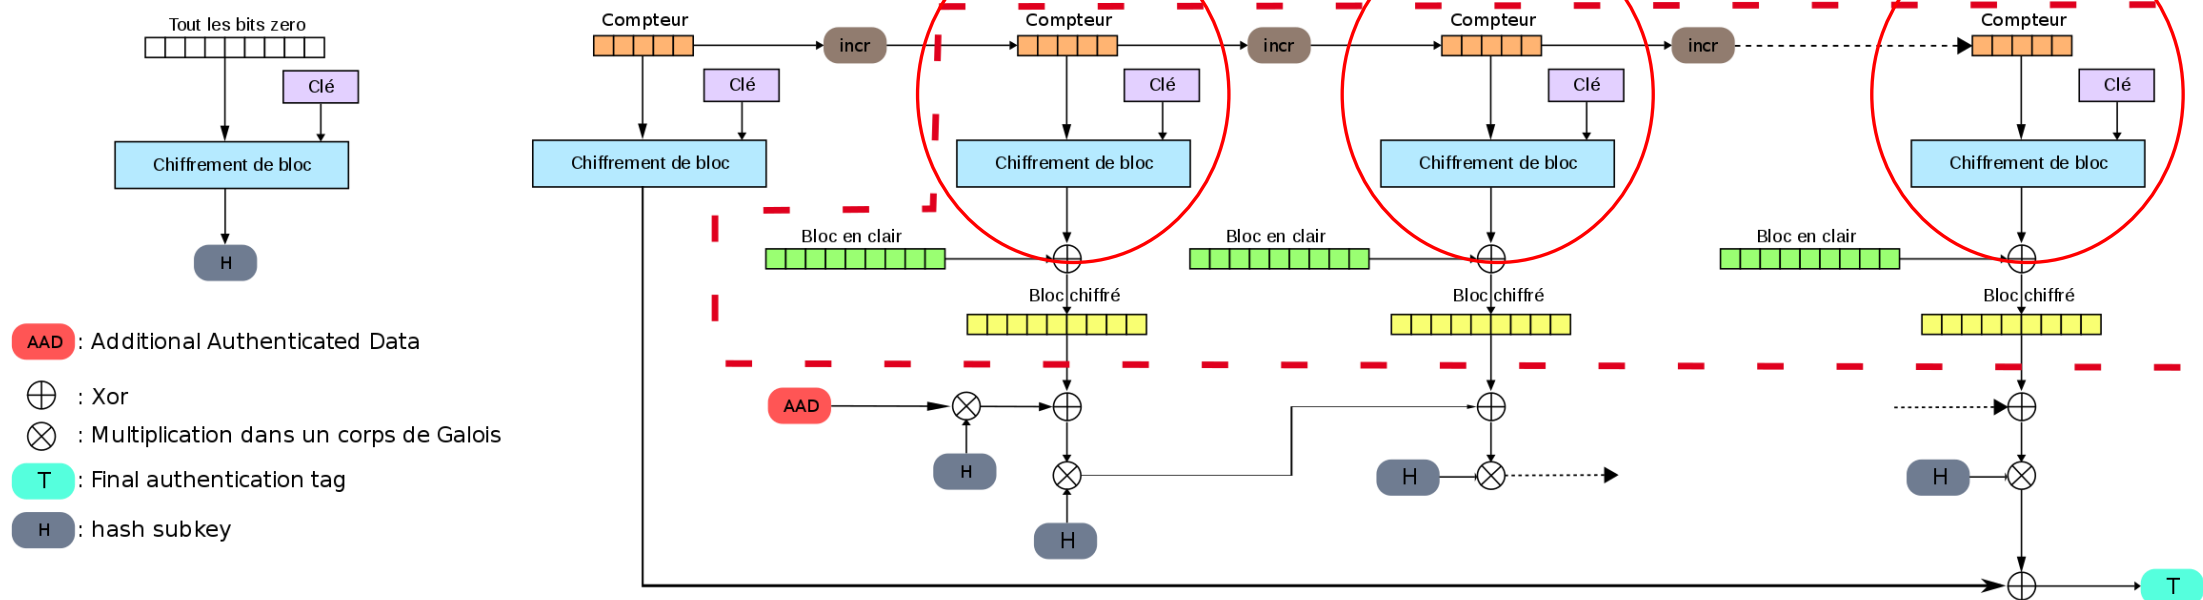 Tout les bits zero
Clé
Chiffrement de bloc
H
AAD : Additional Authenticated Data
: Xor
: Multiplication dans un corps de Galois
T : Final authentication tag
H : hash subkey
Compteur
incr
Clé
Chiffrement de bloc
Compteur
incr
Clé
Chiffrement de bloc
Bloc en clair
Bloc chiffré
Compteur
incr
Clé
Chiffrement de bloc
Bloc en clair
Bloc chiffré
Compteur
Clé
Chiffrement de bloc
Bloc en clair
Bloc chiffré
AAD
H
H
H
H
T